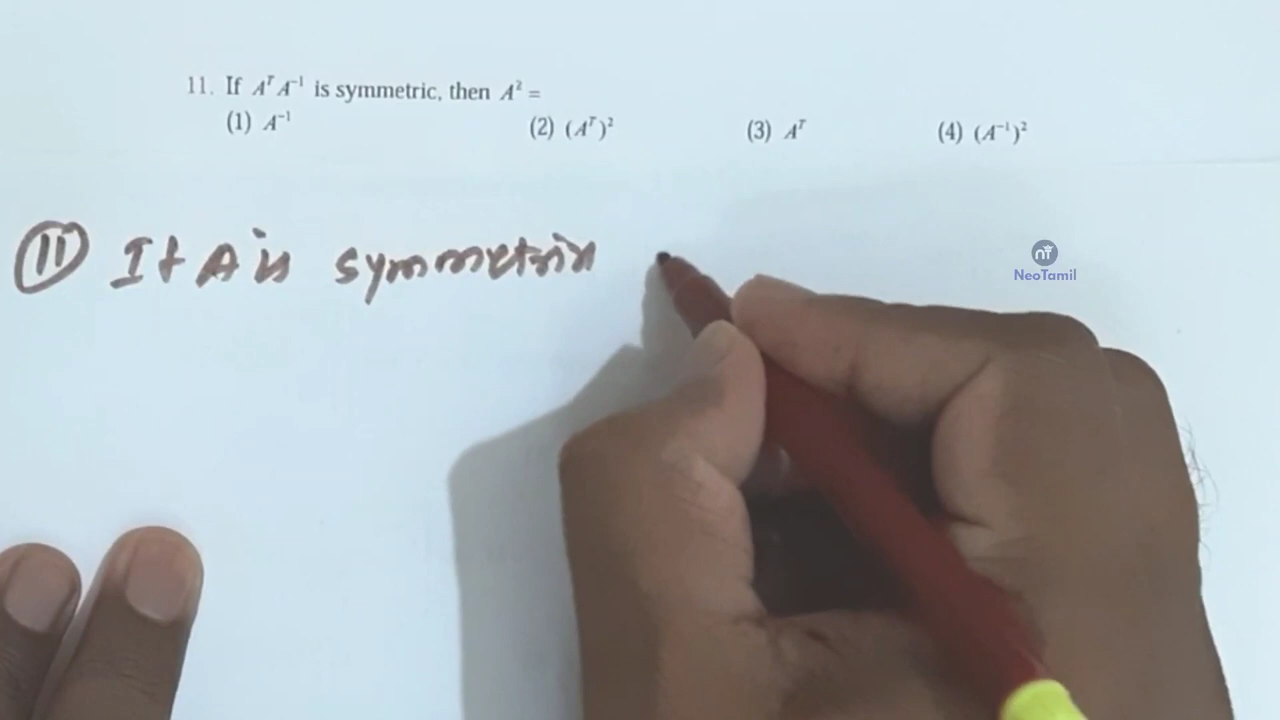 11. If Aᵀ A⁻¹ is symmetric, then A² =
(1) A⁻¹ (2) (Aᵀ)² (3) Aᵀ (4) (A⁻¹)²
⑪ If A is symmetric
NeoTamil